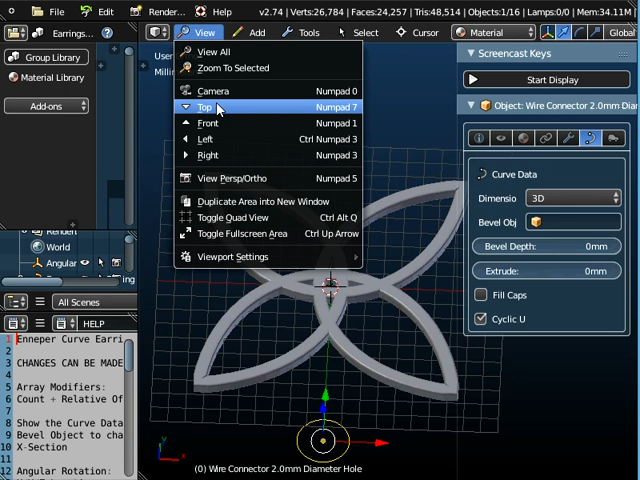 File Edit Render... v2.74 | Verts:26,784 | Faces:24,257 | Tris:48,514 | Objects:1/16 | Lamps:0/0 | Mem:34.11M
Earrings... View Add Tools Select Cursor Material Global
Group Library
Material Library
Add-ons
User
Millin
View All
Zoom To Selected
Camera Numpad 0
Top Numpad 7
Front Numpad 1
Left Ctrl Numpad 3
Right Numpad 3
View Persp/Ortho Numpad 5
Duplicate Area into New Window
Toggle Quad View Ctrl Alt Q
Toggle Fullscreen Area Ctrl Up Arrow
Viewport Settings
Screencast Keys
Start Display
Object: Wire Connector 2.0mm Dia
Curve Data
Dimensio 3D
Bevel Obj
Bevel Depth: 0mm
Extrude: 0mm
Fill Caps
Cyclic U
World
Angular
ing
All Scenes
HELP
1 Enneper Curve Earri
2
3 CHANGES CAN BE MADE
4
5 Array Modifiers:
6 Count + Relative Of
7
8 Show the Curve Data
9 Bevel Object to cha
10 X-Section
11
12 Angular Rotation:
y
x
(0) Wire Connector 2.0mm Diameter Hole